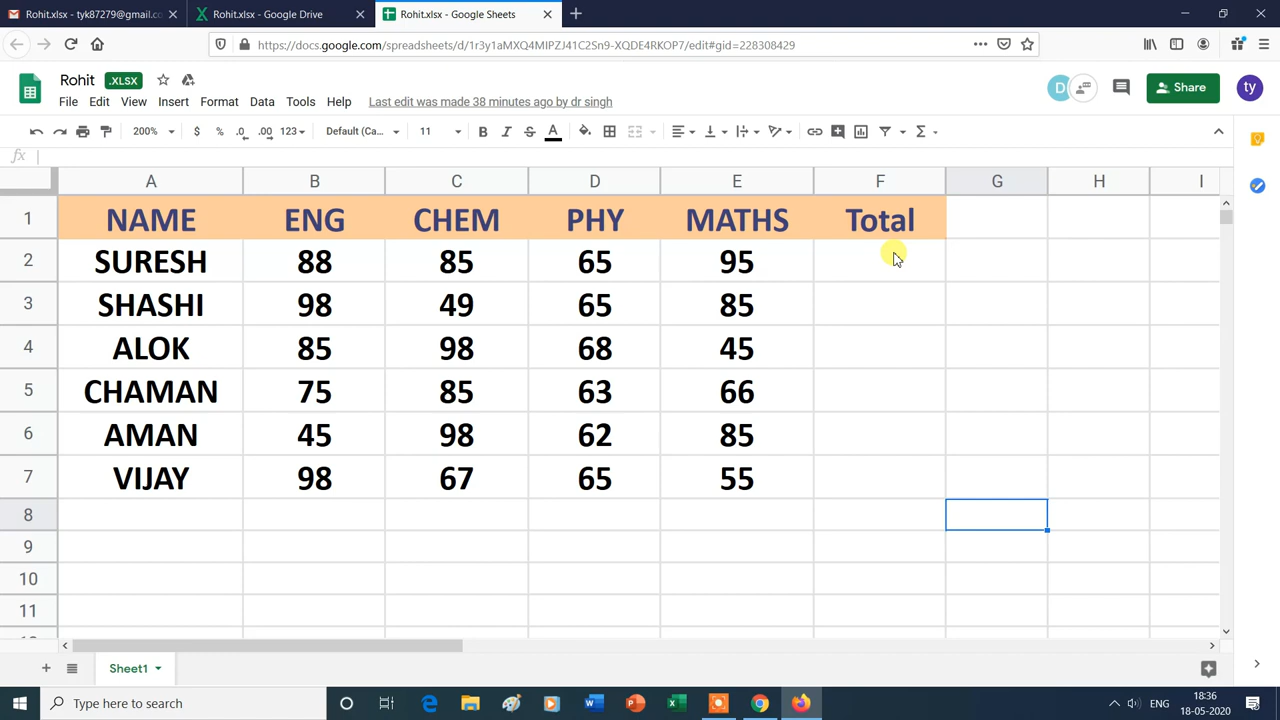 Rohit.xlsx - tyk87279@gmail.co
Rohit.xlsx - Google Drive
Rohit.xlsx - Google Sheets
https://docs.google.com/spreadsheets/d/1r3y1aMXQ4MIPZJ41C2Sn9-XQDE4RKOP7/edit#gid=228308429
Rohit .XLSX
File Edit View Insert Format Data Tools Help Last edit was made 38 minutes ago by dr singh
D
Share
ty
200% $ % .0 .00 123 Default (Ca... 11 B I S A Σ
fx
A B C D E F G H I
1 NAME ENG CHEM PHY MATHS Total
2 SURESH 88 85 65 95
3 SHASHI 98 49 65 85
4 ALOK 85 98 68 45
5 CHAMAN 75 85 63 66
6 AMAN 45 98 62 85
7 VIJAY 98 67 65 55
8
9
10
11
Sheet1
Type here to search
ENG
18:36
18-05-2020